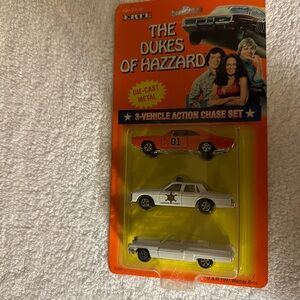 ERTL
THE
DUKES
OF HAZZARD
DIE-CAST
METAL
3-VEHICLE ACTION CHASE SET
01